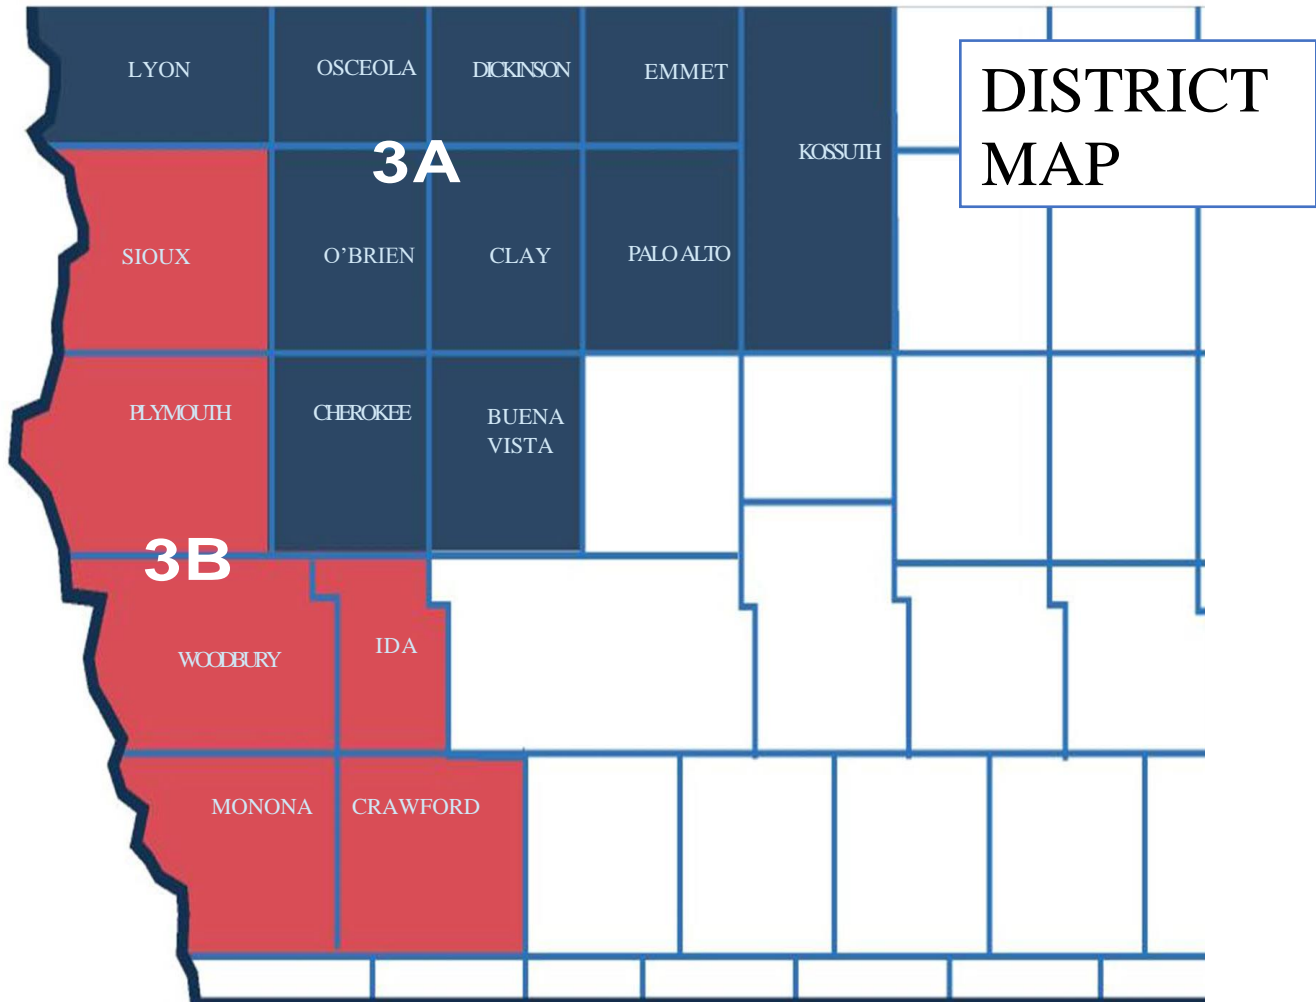 DISTRICT
MAP
LYON
OSCEOLA
DICKINSON
EMMET
KOSSUTH
3A
SIOUX
O’BRIEN
CLAY
PALO ALTO
PLYMOUTH
CHEROKEE
BUENA
VISTA
3B
WOODBURY
IDA
MONONA
CRAWFORD